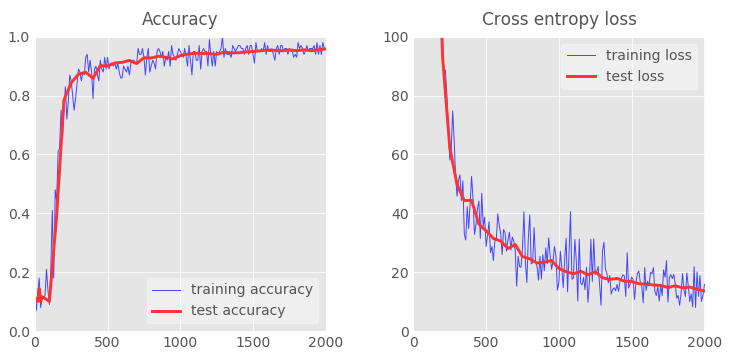 Accuracy
1.0
0.8
0.6
0.4
0.2
0.0
0 500 1000 1500 2000
training accuracy
test accuracy
Cross entropy loss
100
80
60
40
20
0
0 500 1000 1500 2000
training loss
test loss